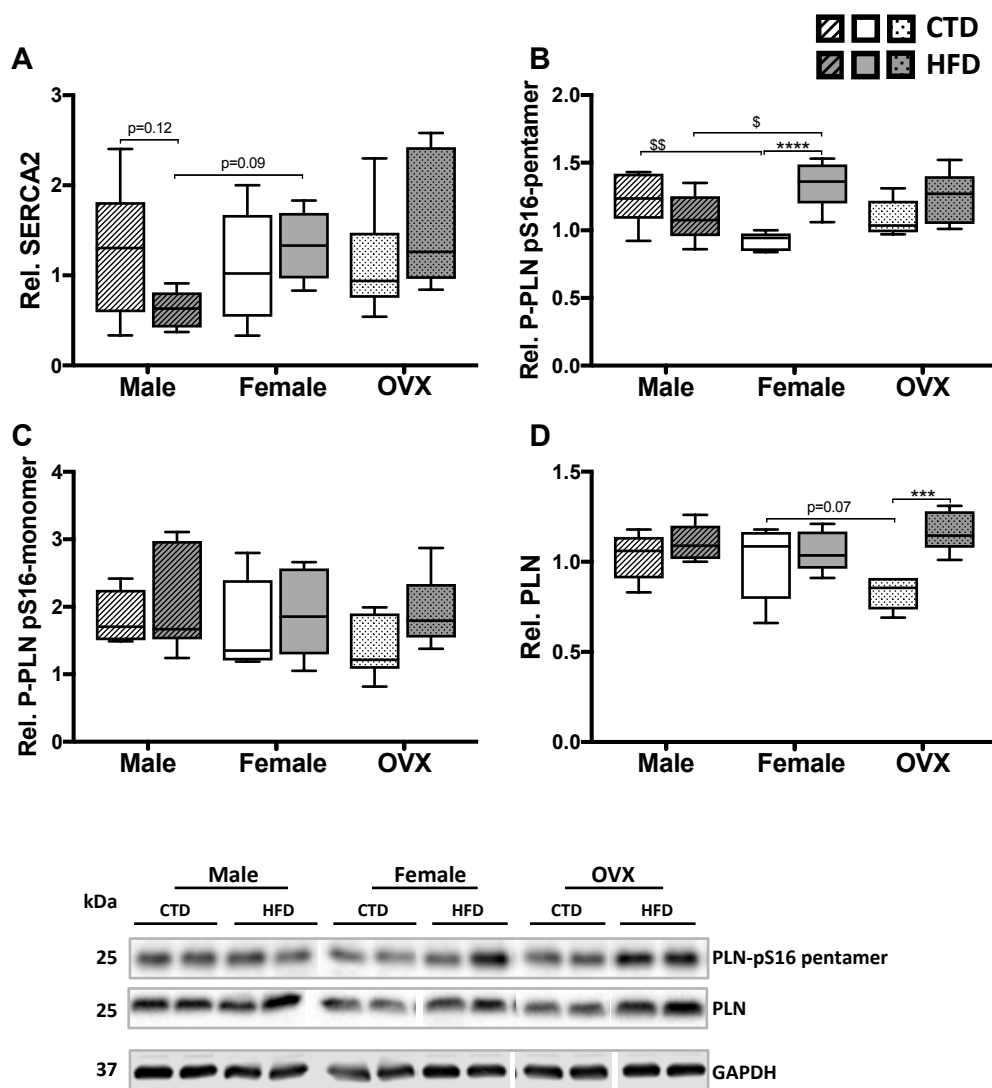 CTD
HFD
A
3
2
1
0
Rel. SERCA2
p=0.12
p=0.09
Male Female OVX
B
2.0
1.5
1.0
0.5
0.0
Rel. P-PLN pS16-pentamer
$
$$
****
Male Female OVX
C
4
3
2
1
0
Rel. P-PLN pS16-monomer
Male Female OVX
D
1.5
1.0
0.5
0.0
Rel. PLN
p=0.07
***
Male Female OVX
Male Female OVX
kDa
CTD HFD CTD HFD CTD HFD
25 PLN-pS16 pentamer
25 PLN
37 GAPDH